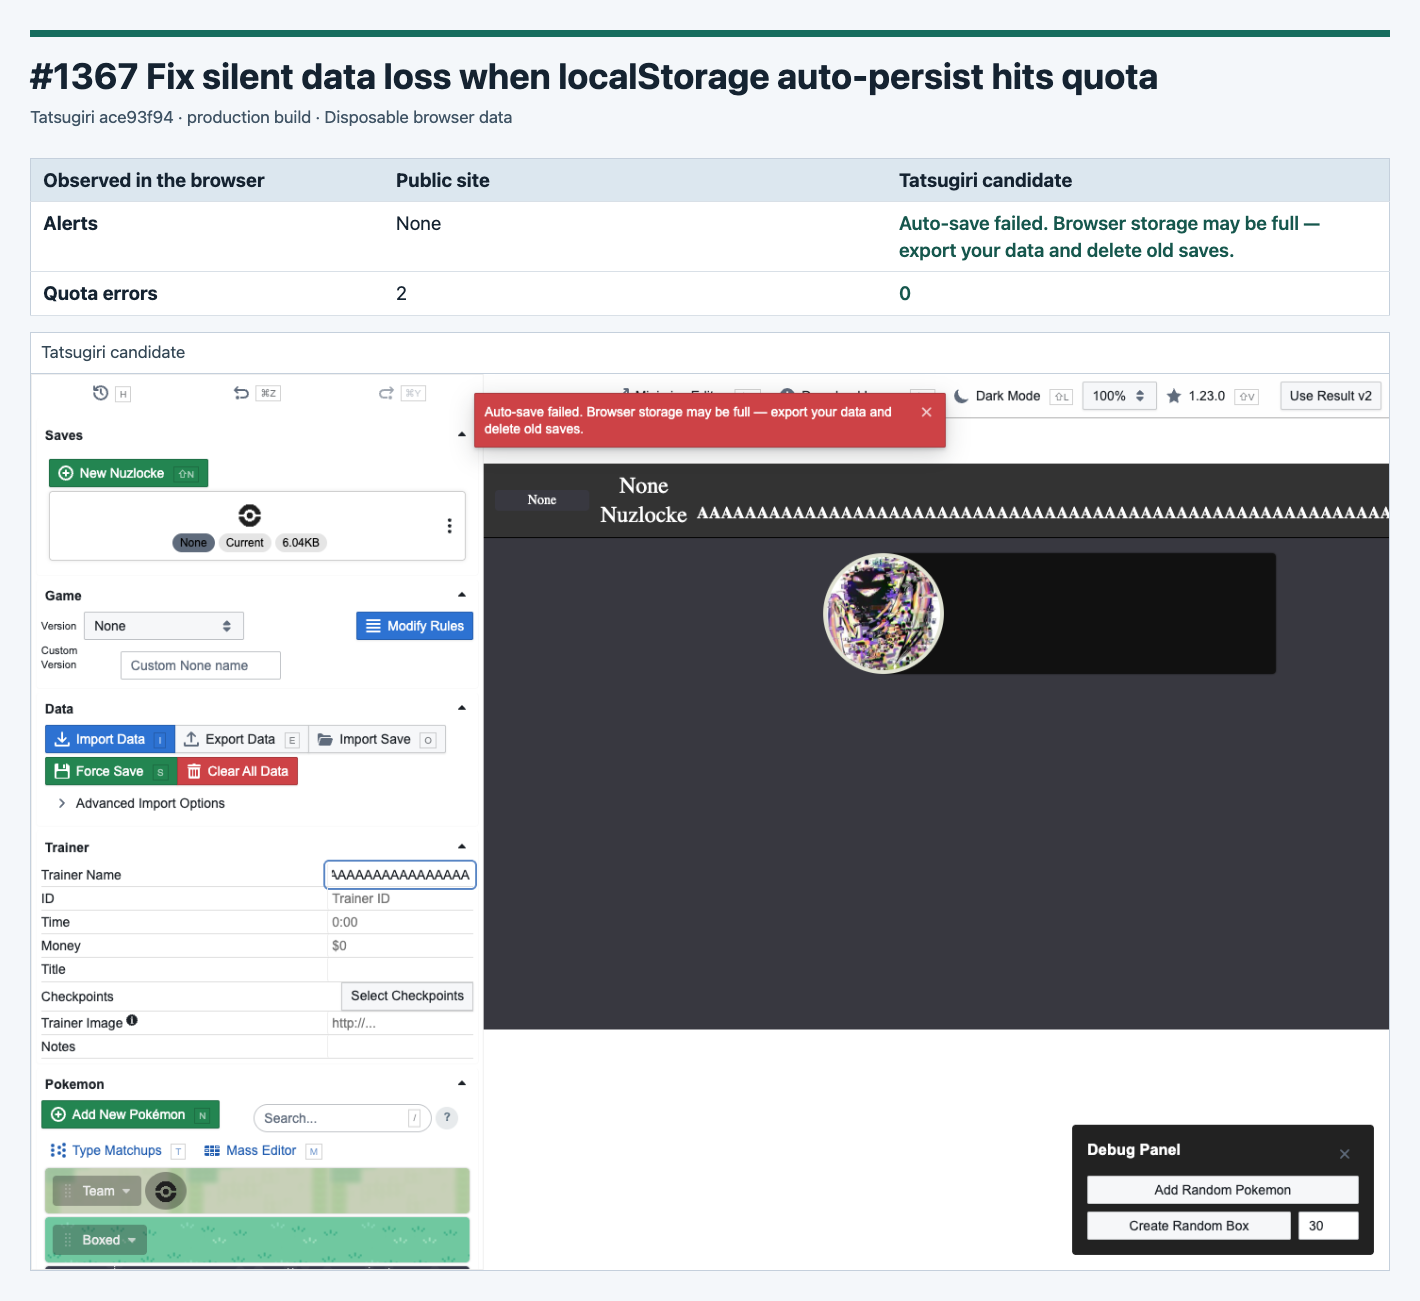 #1367 Fix silent data loss when localStorage auto-persist hits quota
Tatsugiri ace93f94 · production build · Disposable browser data
Observed in the browser Public site Tatsugiri candidate
Alerts None Auto-save failed. Browser storage may be full —
export your data and delete old saves.
Quota errors 2 0
Tatsugiri candidate
H ⌘Z ⌘Y
Dark Mode ⇧L 100% 1.23.0 ⇧V Use Result v2
Auto-save failed. Browser storage may be full — export your data and
delete old saves.
Saves
New Nuzlocke ⇧N
None Current 6.04KB
Game
Version None Modify Rules
Custom
Version Custom None name
Data
Import Data I Export Data E Import Save O
Force Save S Clear All Data
Advanced Import Options
Trainer
Trainer Name AAAAAAAAAAAAAAAA
ID Trainer ID
Time 0:00
Money $0
Title
Checkpoints Select Checkpoints
Trainer Image http://...
Notes
Pokemon
Add New Pokémon N Search... / ?
Type Matchups T Mass Editor M
Team
Boxed
None
None
Nuzlocke
Debug Panel
Add Random Pokemon
Create Random Box 30